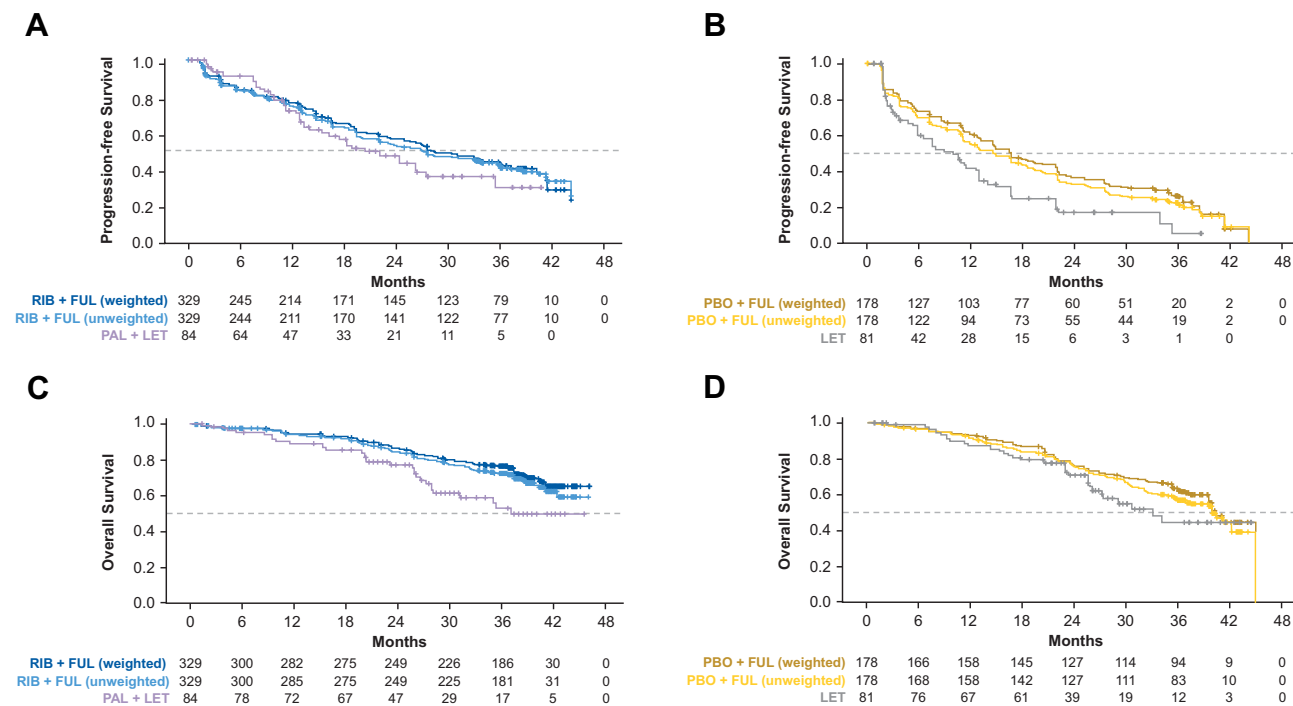 A
Progression-free Survival
1.0
0.8
0.6
0.4
0.2
0.0
0 6 12 18 24 30 36 42 48
Months
RIB + FUL (weighted) 329 245 214 171 145 123 79 10 0
RIB + FUL (unweighted) 329 244 211 170 141 122 77 10 0
PAL + LET 84 64 47 33 21 11 5 0
B
Progression-free Survival
1.0
0.8
0.6
0.4
0.2
0.0
0 6 12 18 24 30 36 42 48
Months
PBO + FUL (weighted) 178 127 103 77 60 51 20 2 0
PBO + FUL (unweighted) 178 122 94 73 55 44 19 2 0
LET 81 42 28 15 6 3 1 0
C
Overall Survival
1.0
0.8
0.6
0.4
0.2
0.0
0 6 12 18 24 30 36 42 48
Months
RIB + FUL (weighted) 329 300 282 275 249 226 186 30 0
RIB + FUL (unweighted) 329 300 285 275 249 225 181 31 0
PAL + LET 84 78 72 67 47 29 17 5 0
D
Overall Survival
1.0
0.8
0.6
0.4
0.2
0.0
0 6 12 18 24 30 36 42 48
Months
PBO + FUL (weighted) 178 166 158 145 127 114 94 9 0
PBO + FUL (unweighted) 178 168 158 142 127 111 83 10 0
LET 81 76 67 61 39 19 12 3 0